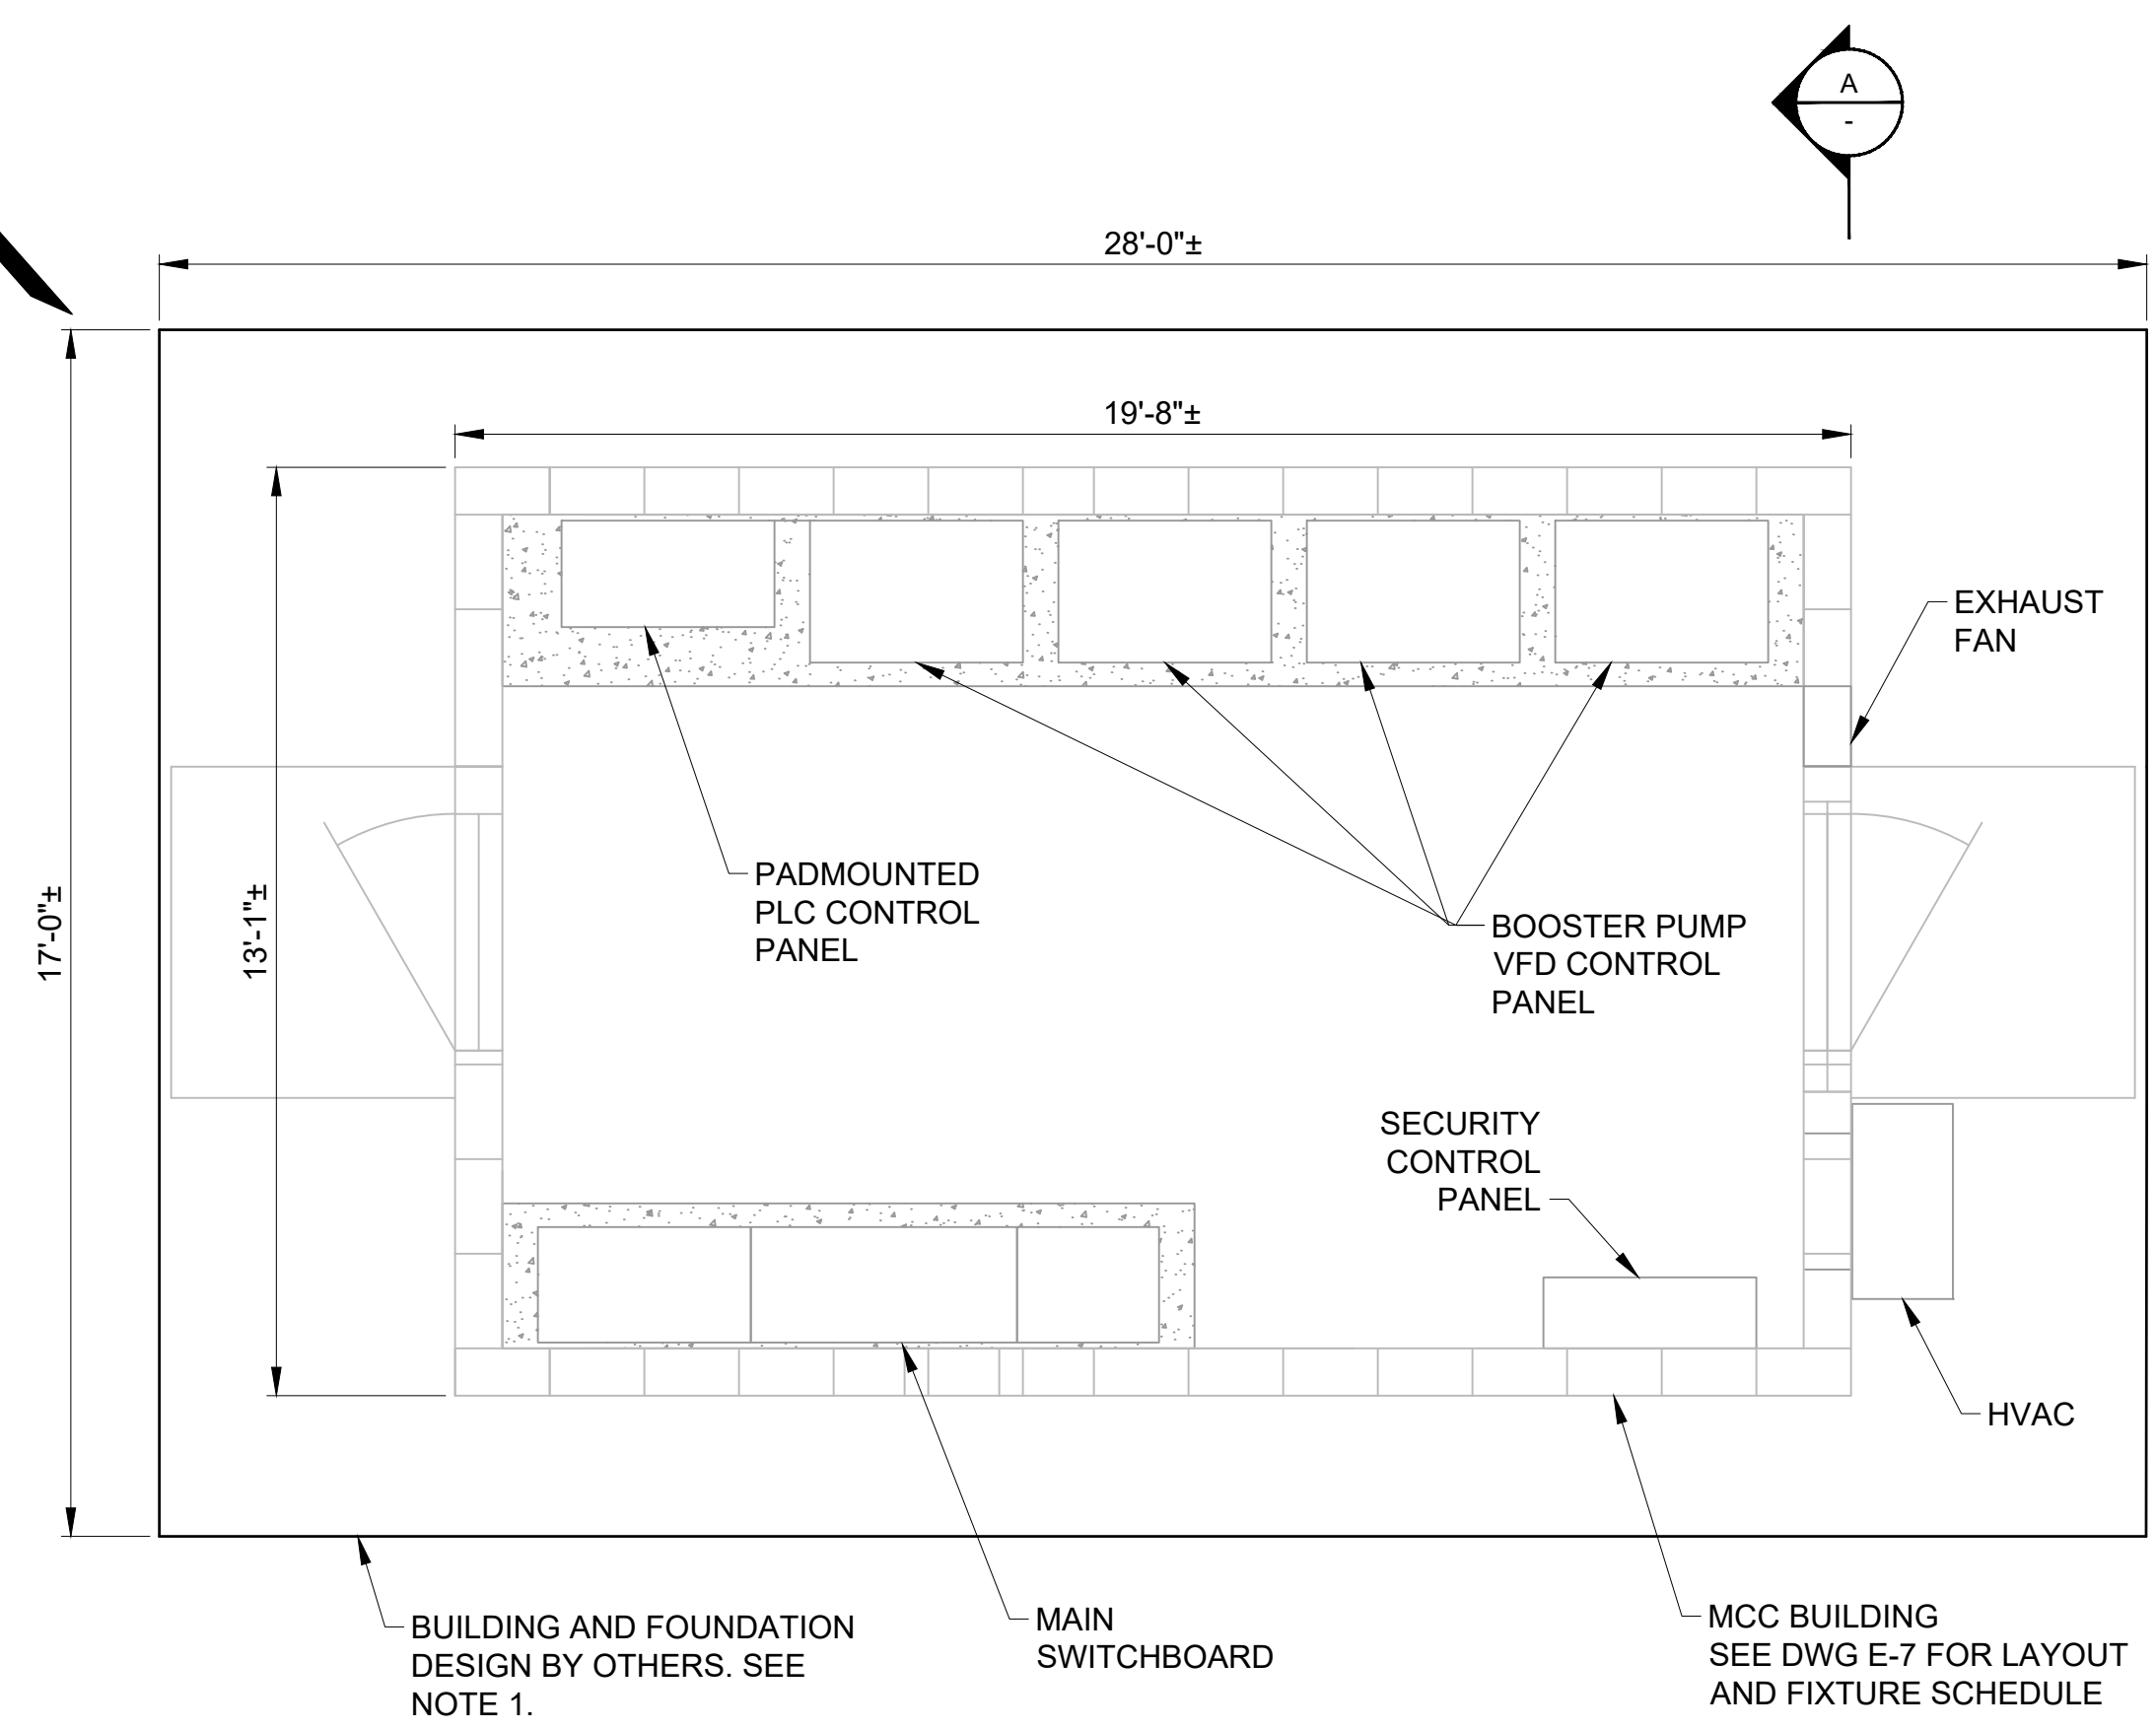 A
-
28'-0"±
19'-8"±
EXHAUST
FAN
17'-0"±
13'-1"±
PADMOUNTED
PLC CONTROL
PANEL
BOOSTER PUMP
VFD CONTROL
PANEL
SECURITY
CONTROL
PANEL
HVAC
BUILDING AND FOUNDATION
DESIGN BY OTHERS. SEE
NOTE 1.
MAIN
SWITCHBOARD
MCC BUILDING
SEE DWG E-7 FOR LAYOUT
AND FIXTURE SCHEDULE